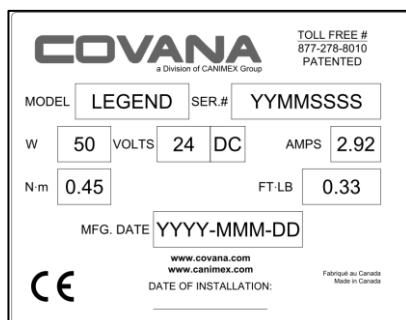 COVANA
a Division of CANIMEX Group
TOLL FREE #
877-278-8010
PATENTED
MODEL LEGEND SER.# YYMMSSSS
W 50 VOLTS 24 DC AMPS 2.92
N·m 0.45 FT·LB 0.33
MFG. DATE YYYY-MMM-DD
www.covana.com
www.canimex.com
CE
DATE OF INSTALLATION:
Fabriqué au Canada
Made in Canada